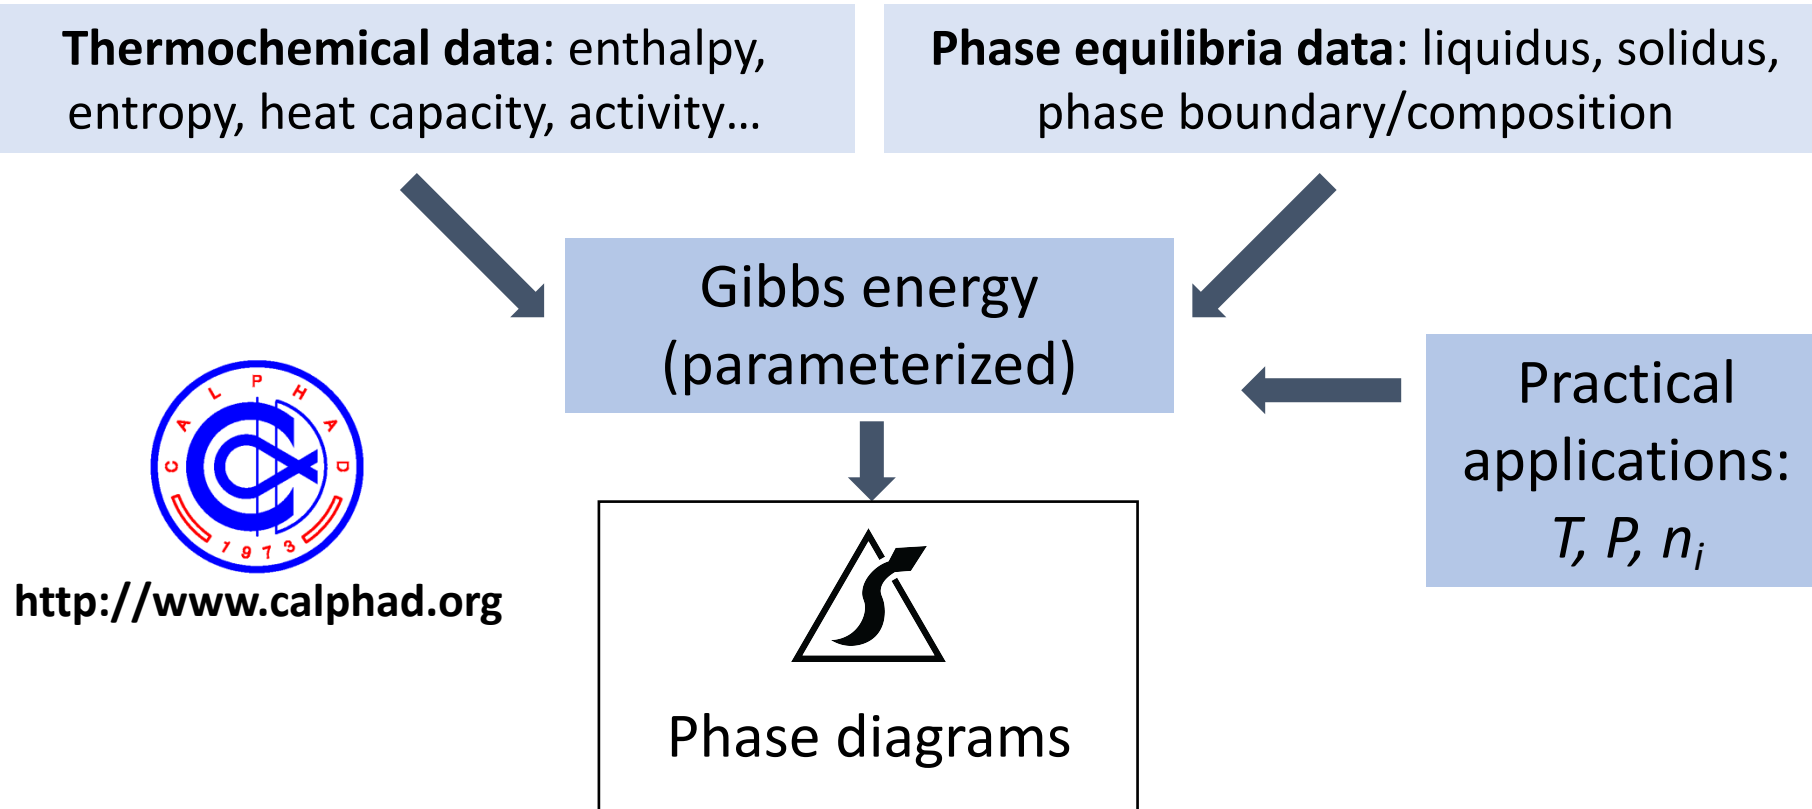 Thermochemical data: enthalpy,
entropy, heat capacity, activity…
Phase equilibria data: liquidus, solidus,
phase boundary/composition
Gibbs energy
(parameterized)
Practical
applications:
T, P, nᵢ
CALPHAD
1973
http://www.calphad.org
Phase diagrams